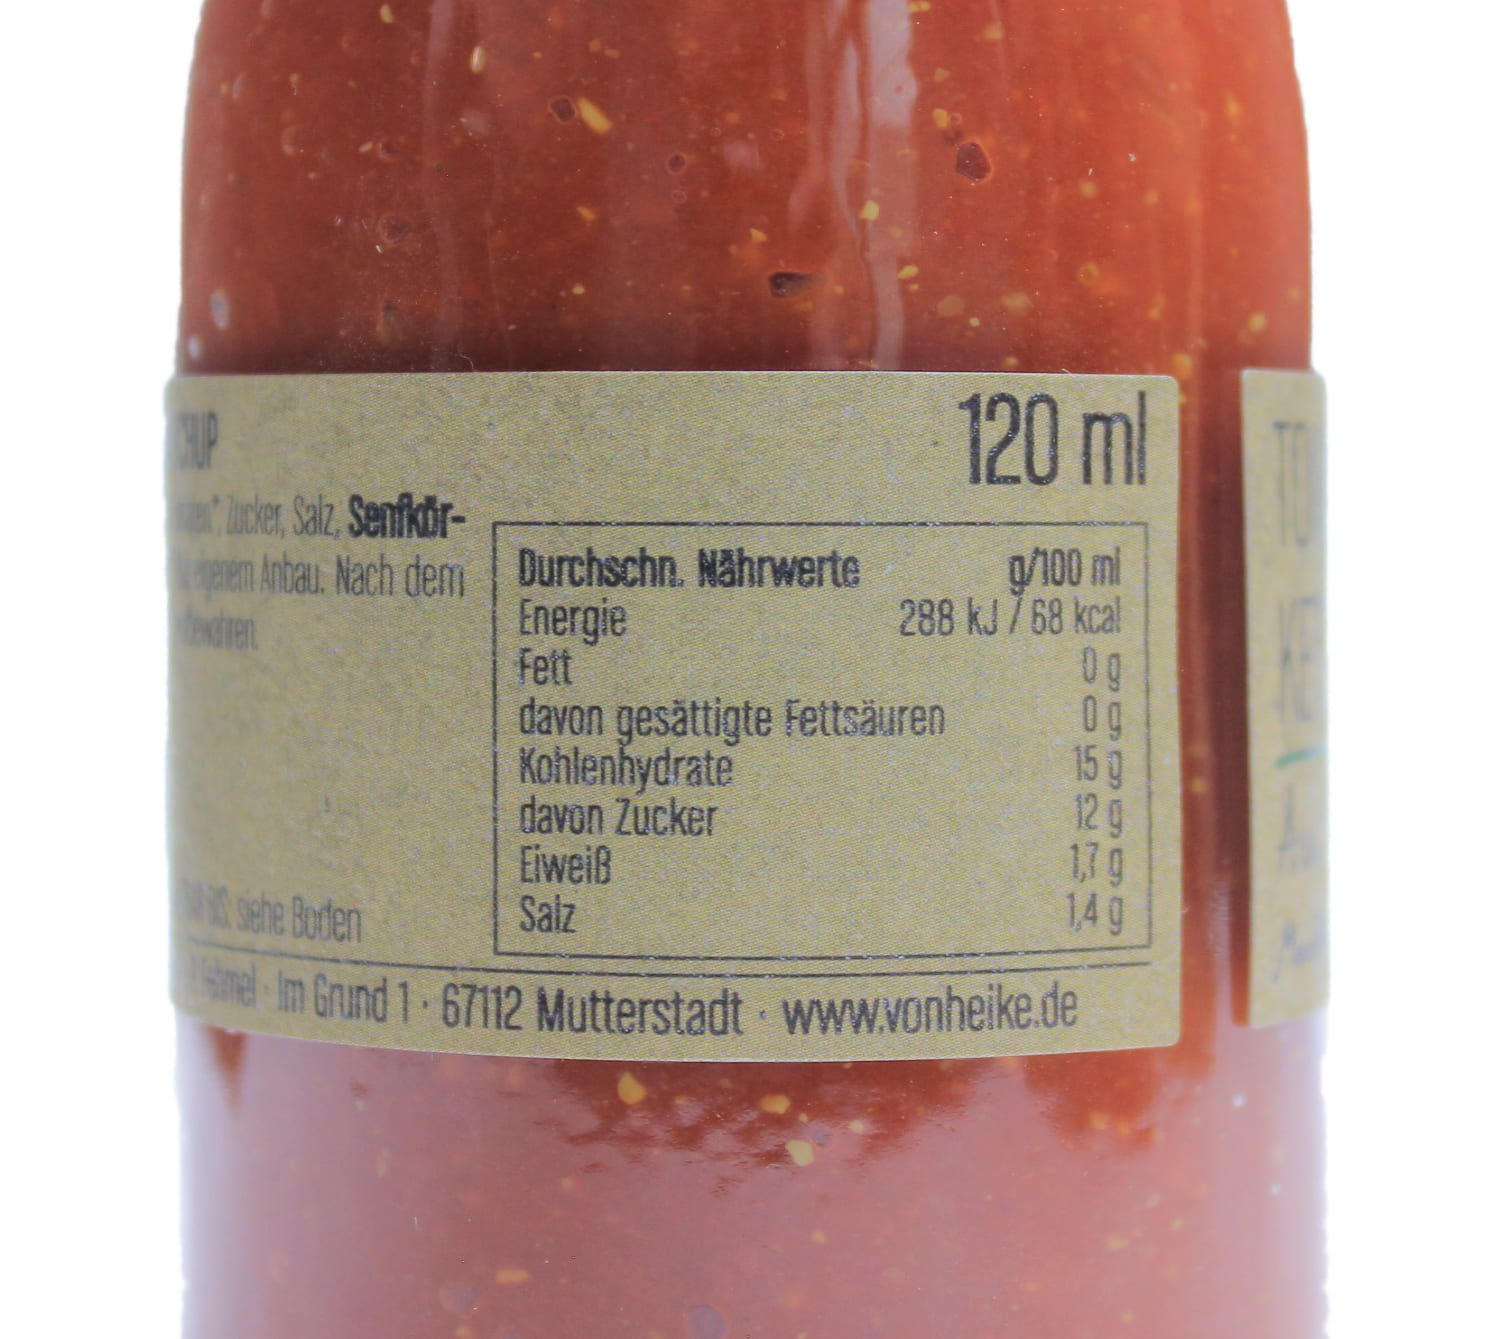 120 ml
Zucker, Salz, Senfkör-
eigenem Anbau. Nach dem
siehe Boden
Durchschn. Nährwerte g/100 ml
Energie 288 kJ / 68 kcal
Fett 0 g
davon gesättigte Fettsäuren 0 g
Kohlenhydrate 15 g
davon Zucker 12 g
Eiweiß 1,7 g
Salz 1,4 g
Fehmel · Im Grund 1 · 67112 Mutterstadt · www.vonheike.de